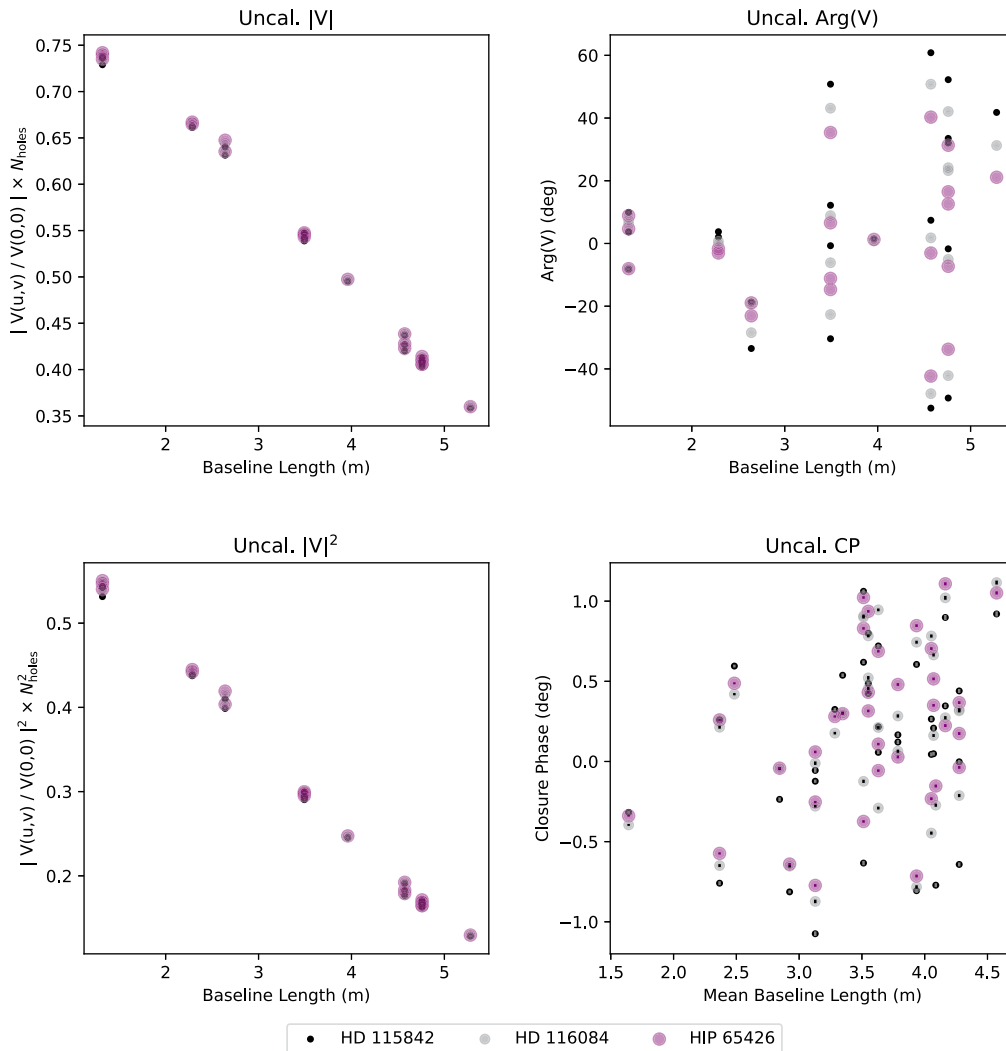 Uncal. |V|
0.75
0.70
0.65
0.60
0.55
0.50
0.45
0.40
0.35
| V(u,v) / V(0,0) | × N_holes
2 3 4 5
Baseline Length (m)
Uncal. Arg(V)
60
40
20
0
−20
−40
Arg(V) (deg)
2 3 4 5
Baseline Length (m)
Uncal. |V|²
0.5
0.4
0.3
0.2
| V(u,v) / V(0,0) |² × N²_holes
2 3 4 5
Baseline Length (m)
Uncal. CP
1.0
0.5
0.0
−0.5
−1.0
Closure Phase (deg)
1.5 2.0 2.5 3.0 3.5 4.0 4.5
Mean Baseline Length (m)
HD 115842 HD 116084 HIP 65426